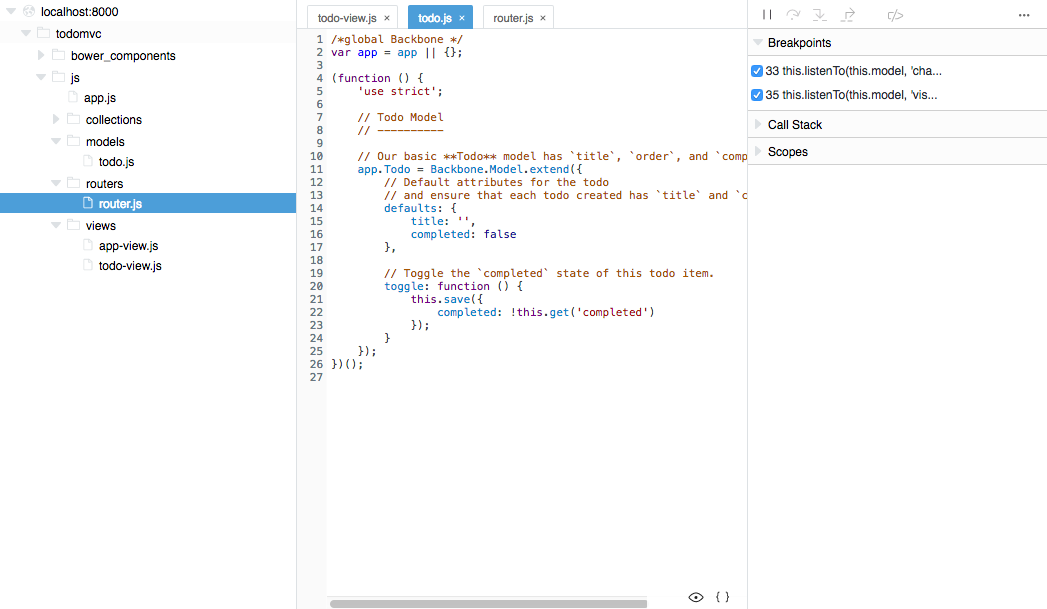 localhost:8000
todomvc
bower_components
js
app.js
collections
models
todo.js
routers
router.js
views
app-view.js
todo-view.js
todo-view.js ×
todo.js ×
router.js ×
1 /*global Backbone */
2 var app = app || {};
3
4 (function () {
5     'use strict';
6
7     // Todo Model
8     // ----------
9
10     // Our basic **Todo** model has `title`, `order`, and `comp
11     app.Todo = Backbone.Model.extend({
12         // Default attributes for the todo
13         // and ensure that each todo created has `title` and `c
14         defaults: {
15             title: '',
16             completed: false
17         },
18
19         // Toggle the `completed` state of this todo item.
20         toggle: function () {
21             this.save({
22                 completed: !this.get('completed')
23             });
24         }
25     });
26 })();
27
{ }
Breakpoints
33 this.listenTo(this.model, 'cha...
35 this.listenTo(this.model, 'vis...
Call Stack
Scopes